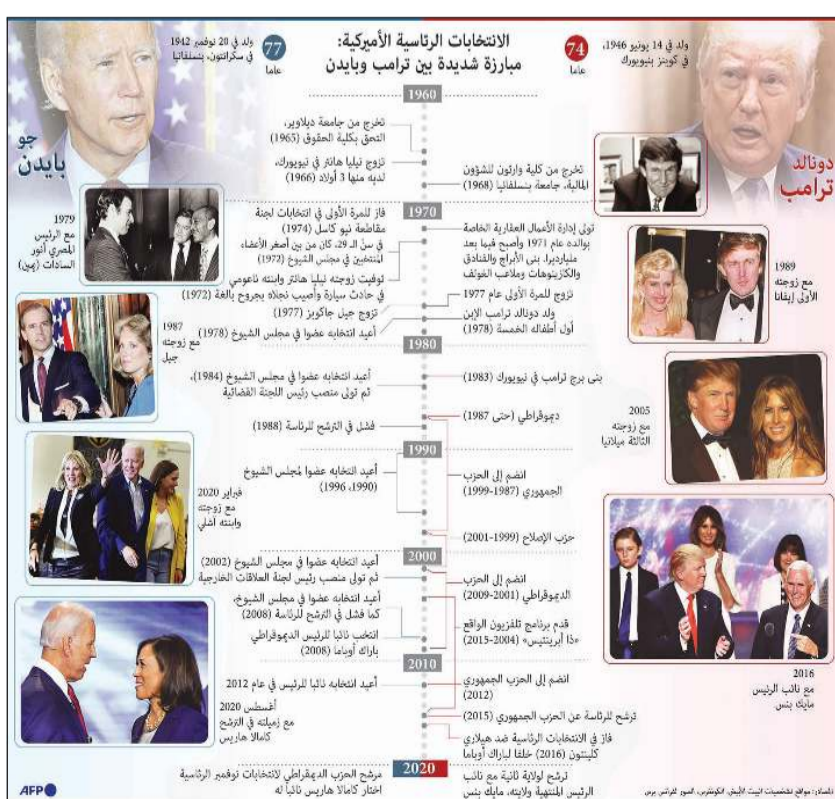 الانتخابات الرئاسية الأميركية:
مبارزة شديدة بين ترامب وبايدن
ولد في 14 يونيو 1946،
في كوينز بنيويورك
74
عاما
دونالد
ترامب
ولد في 20 نوفمبر 1942
في سكرانتون، بنسلفانيا
77
عاما
جو
بايدن
1960
تخرج من جامعة ديلاوير،
التحق بكلية الحقوق (1965)
تزوج نيليا هانتر في نيويورك،
لديه منها 3 أولاد (1966)
تخرج من كلية وارتون للشؤون
المالية، جامعة بنسلفانيا (1968)
1970
تولى إدارة الأعمال العقارية الخاصة
بوالده عام 1971 وأصبح فيما بعد
مليارديرا. بنى الأبراج والفنادق
والكازينوهات وملاعب الغولف
تزوج للمرة الأولى عام 1977
ولد دونالد ترامب الإبن
أول أطفاله الخمسة (1978)
فاز للمرة الأولى في انتخابات لجنة
مقاطعة نيو كاسل (1974)
في سنّ الـ 29، كان من بين أصغر الأعضاء
المنتخبين في مجلس الشيوخ (1972)
توفيت زوجته نيليا هانتر وابنته ناعومي
في حادث سيارة وأصيب نجلاه بجروح بالغة (1972)
تزوج جيل جاكوبز (1977)
أعيد انتخابه عضوا في مجلس الشيوخ (1978)
1979
مع الرئيس
المصري أنور
السادات (يمين)
1989
مع زوجته
الأولى إيفانا
1980
بنى برج ترامب في نيويورك (1983)
ديموقراطي (حتى 1987)
أعيد انتخابه عضوا في مجلس الشيوخ (1984)،
ثم تولى منصب رئيس اللجنة القضائية
فشل في الترشح للرئاسة (1988)
1987
مع زوجته
جيل
2005
مع زوجته
الثالثة ميلانيا
1990
انضم إلى الحزب
الجمهوري (1987-1999)
حزب الإصلاح (1999-2001)
أعيد انتخابه عضوا لمجلس الشيوخ
(1990، 1996)
فبراير 2020
مع زوجته
وابنته آشلي
2000
انضم إلى الحزب
الديموقراطي (2001-2009)
قدم برنامج تلفزيون الواقع
«ذا أبرينتيس» (2004-2015)
أعيد انتخابه عضوا في مجلس الشيوخ (2002)
ثم تولى منصب رئيس لجنة العلاقات الخارجية
أعيد انتخابه عضوا في مجلس الشيوخ،
كما فشل في الترشح للرئاسة (2008)
انتخب نائبا للرئيس الديموقراطي
باراك أوباما (2008)
2010
انضم إلى الحزب الجمهوري
(2012)
ترشح للرئاسة عن الحزب الجمهوري (2015)
فاز في الانتخابات الرئاسية ضد هيلاري
كلينتون (2016) خلفا لباراك أوباما
أعيد انتخابه نائبا للرئيس في عام 2012
أغسطس 2020
مع زميلته في الترشح
كامالا هاريس
2016
مع نائب الرئيس
مايك بنس
2020
ترشح لولاية ثانية مع نائب
الرئيس المنتهية ولايته، مايك بنس
مرشح الحزب الديمقراطي لانتخابات نوفمبر الرئاسية
اختار كامالا هاريس نائباً له
المصادر: مواقع شخصيات البيت الأبيض، الكونغرس، الصور لفرانس برس
AFP